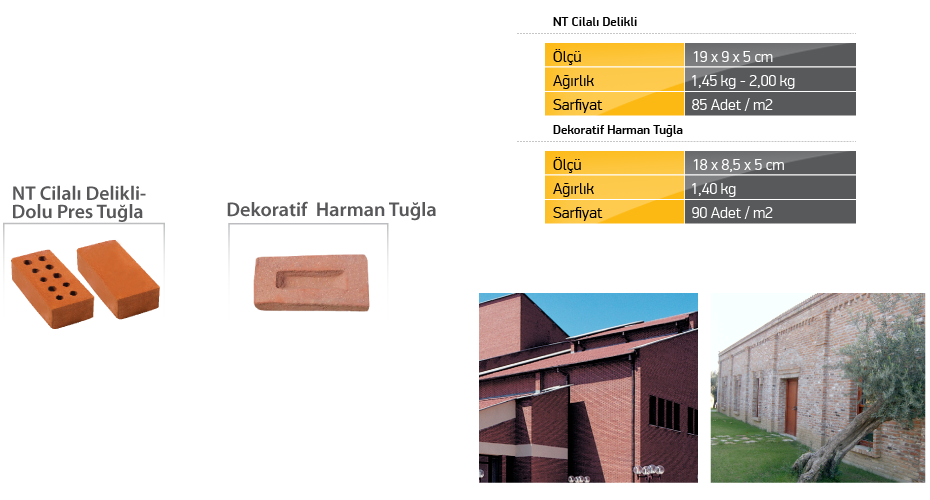 NT Cilalı Delikli
Ölçü 19 x 9 x 5 cm
Ağırlık 1,45 kg - 2,00 kg
Sarfiyat 85 Adet / m2
Dekoratif Harman Tuğla
Ölçü 18 x 8,5 x 5 cm
Ağırlık 1,40 kg
Sarfiyat 90 Adet / m2
NT Cilalı Delikli-
Dolu Pres Tuğla
Dekoratif Harman Tuğla